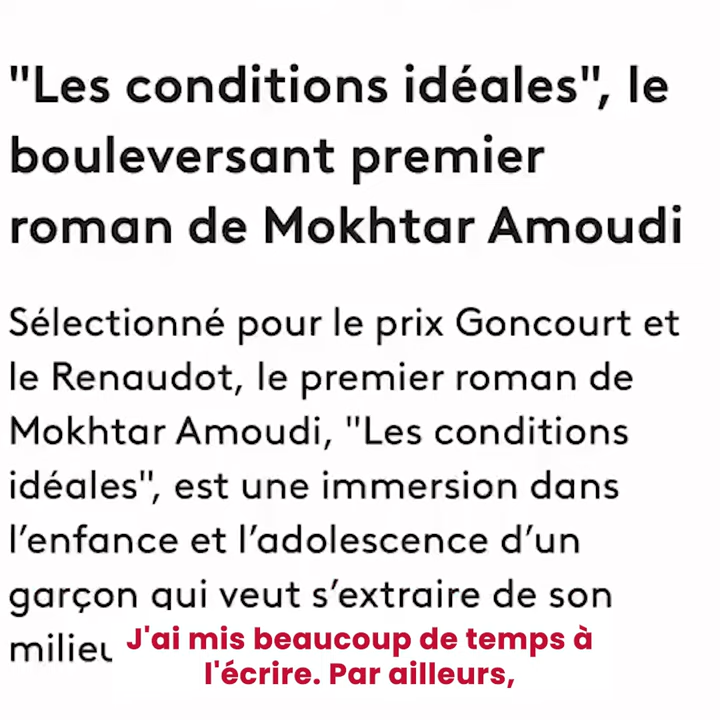 "Les conditions idéales", le
bouleversant premier
roman de Mokhtar Amoudi
Sélectionné pour le prix Goncourt et
le Renaudot, le premier roman de
Mokhtar Amoudi, "Les conditions
idéales", est une immersion dans
l’enfance et l’adolescence d’un
garçon qui veut s’extraire de son
milieu
J'ai mis beaucoup de temps à
l'écrire. Par ailleurs,